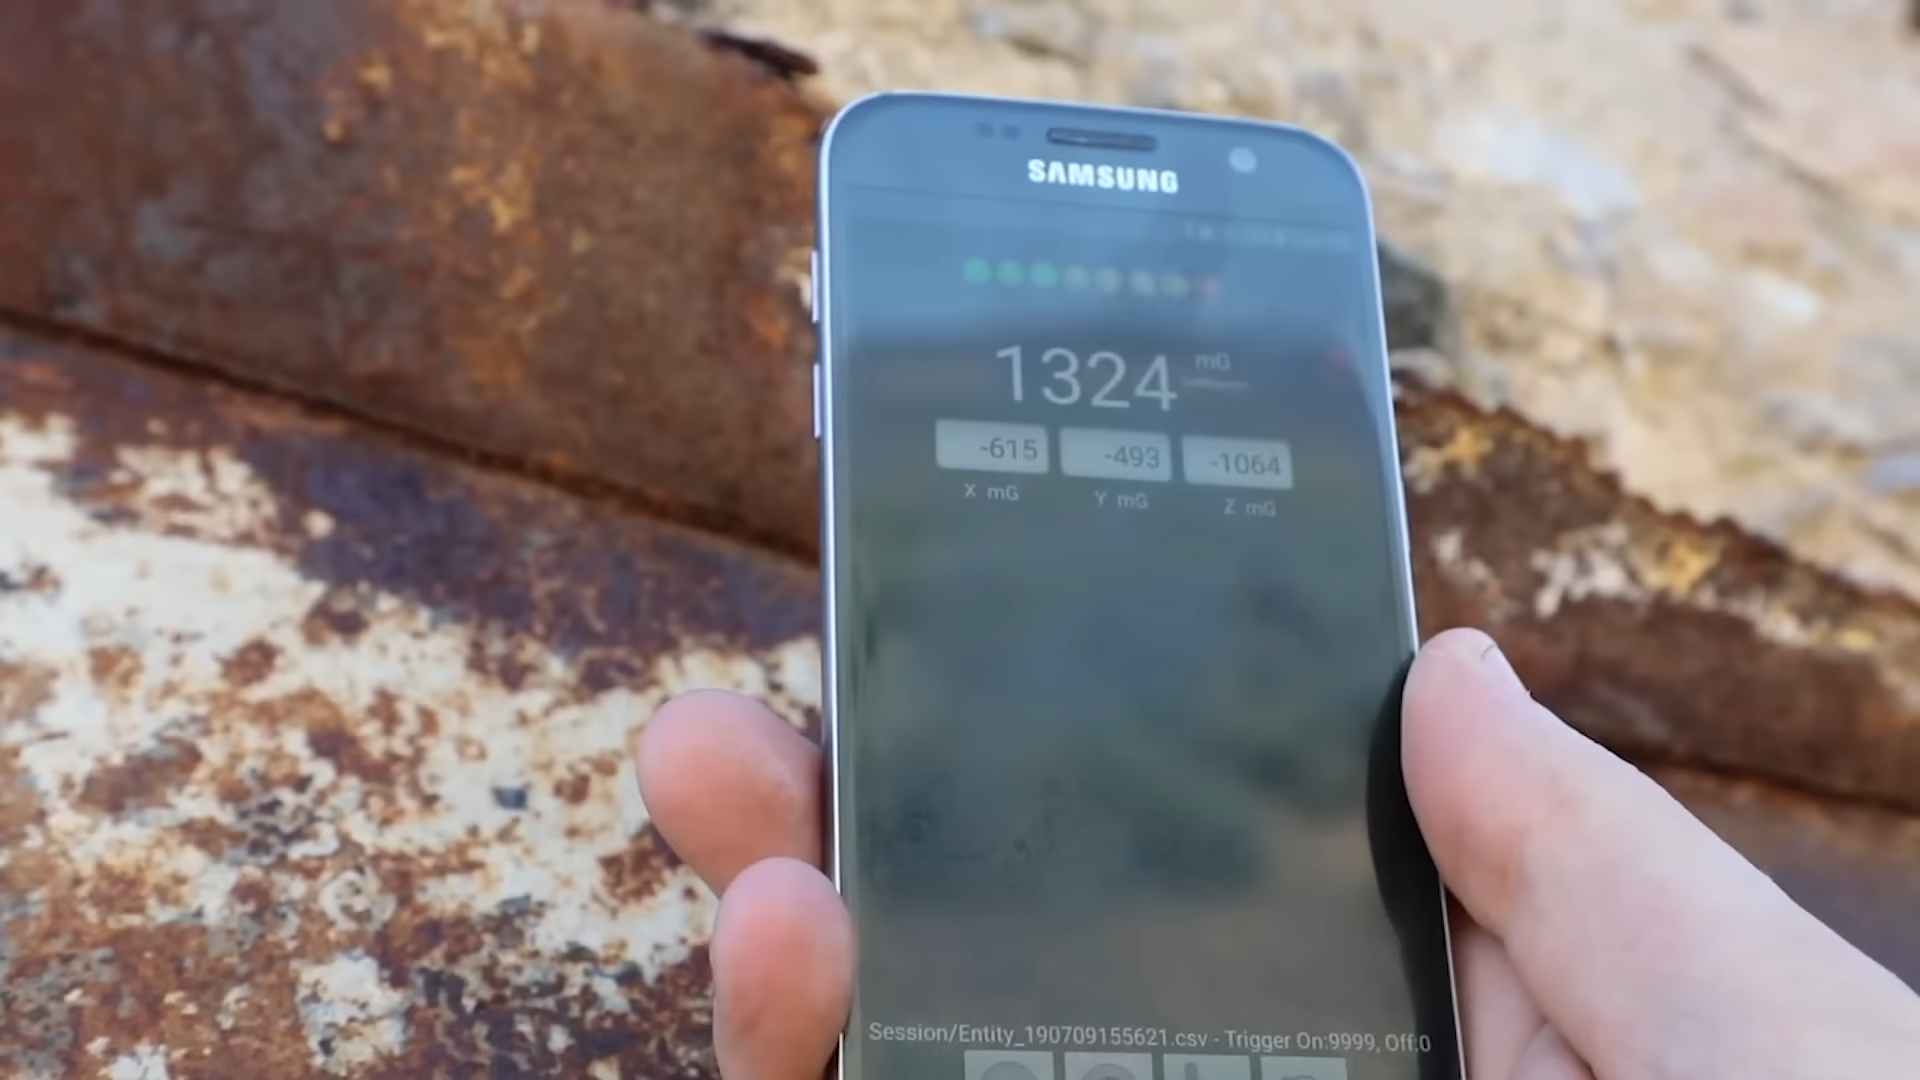 SAMSUNG
1324 mG
-615 -493 -1064
X mG Y mG Z mG
Session/Entity_190709155621.csv - Trigger On:9999, Off:0